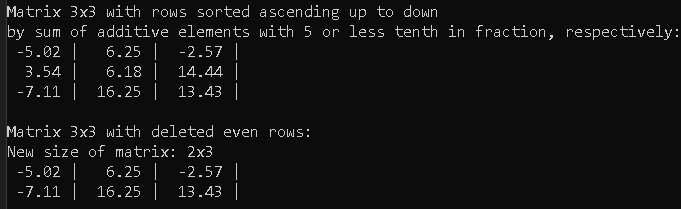 Matrix 3x3 with rows sorted ascending up to down
by sum of additive elements with 5 or less tenth in fraction, respectively:
-5.02 | 6.25 | -2.57 |
3.54 | 6.18 | 14.44 |
-7.11 | 16.25 | 13.43 |
Matrix 3x3 with deleted even rows:
New size of matrix: 2x3
-5.02 | 6.25 | -2.57 |
-7.11 | 16.25 | 13.43 |